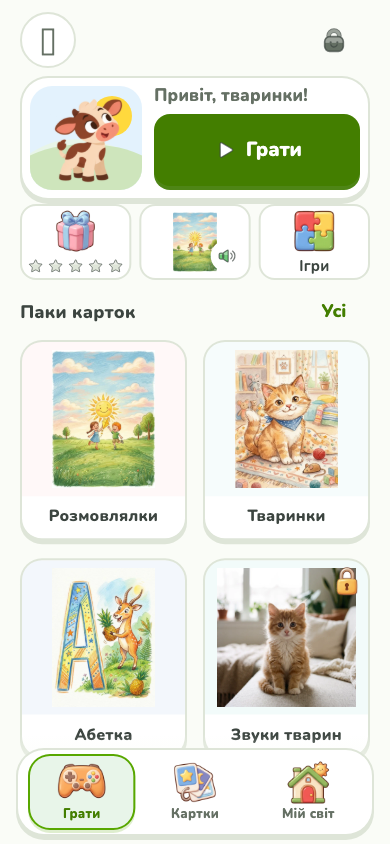 Привіт, тваринки!
Грати
Ігри
Паки карток
Усі
Розмовлялки
Тваринки
А
Абетка
Звуки тварин
Грати
Картки
Мій світ